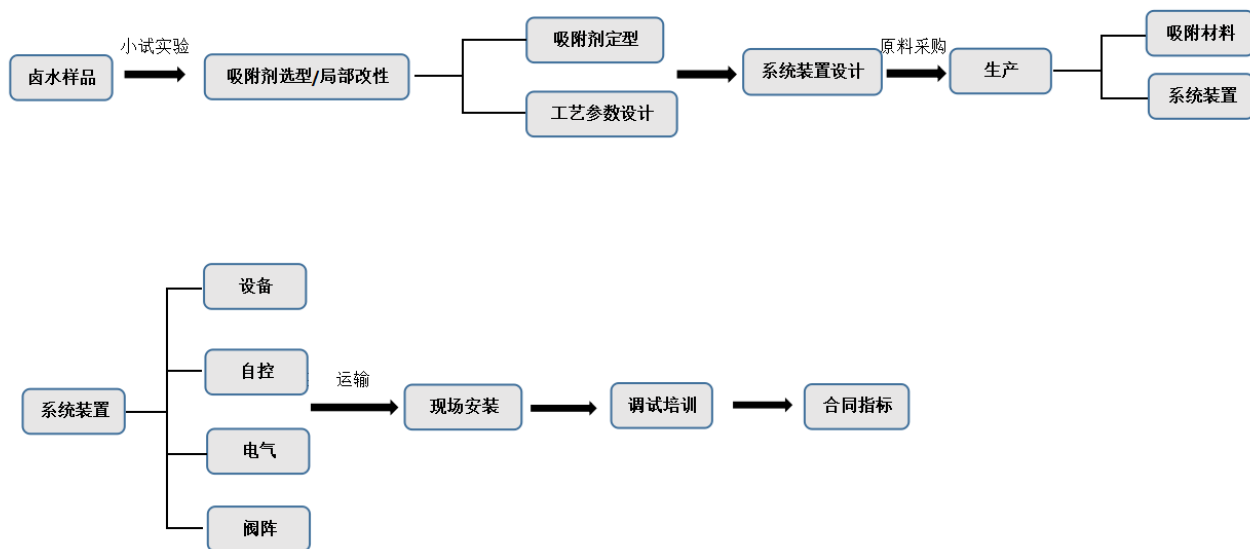 小试实验
卤水样品
吸附剂选型/局部改性
吸附剂定型
工艺参数设计
系统装置设计
原料采购
生产
吸附材料
系统装置
系统装置
设备
自控
电气
阀阵
运输
现场安装
调试培训
合同指标